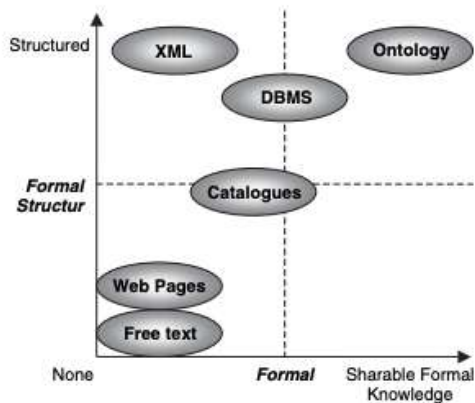 Structured
XML
Ontology
DBMS
Formal
Structur
Catalogues
Web Pages
Free text
None
Formal
Sharable Formal
Knowledge